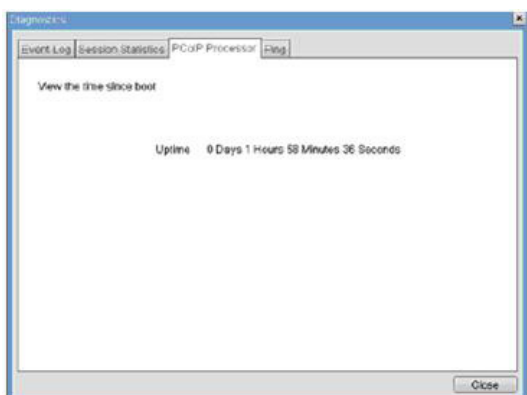 Diagnostics
Event Log Session Statistics PCoIP Processor Ping
View the time since boot
Uptime 0 Days 1 Hours 58 Minutes 36 Seconds
Close